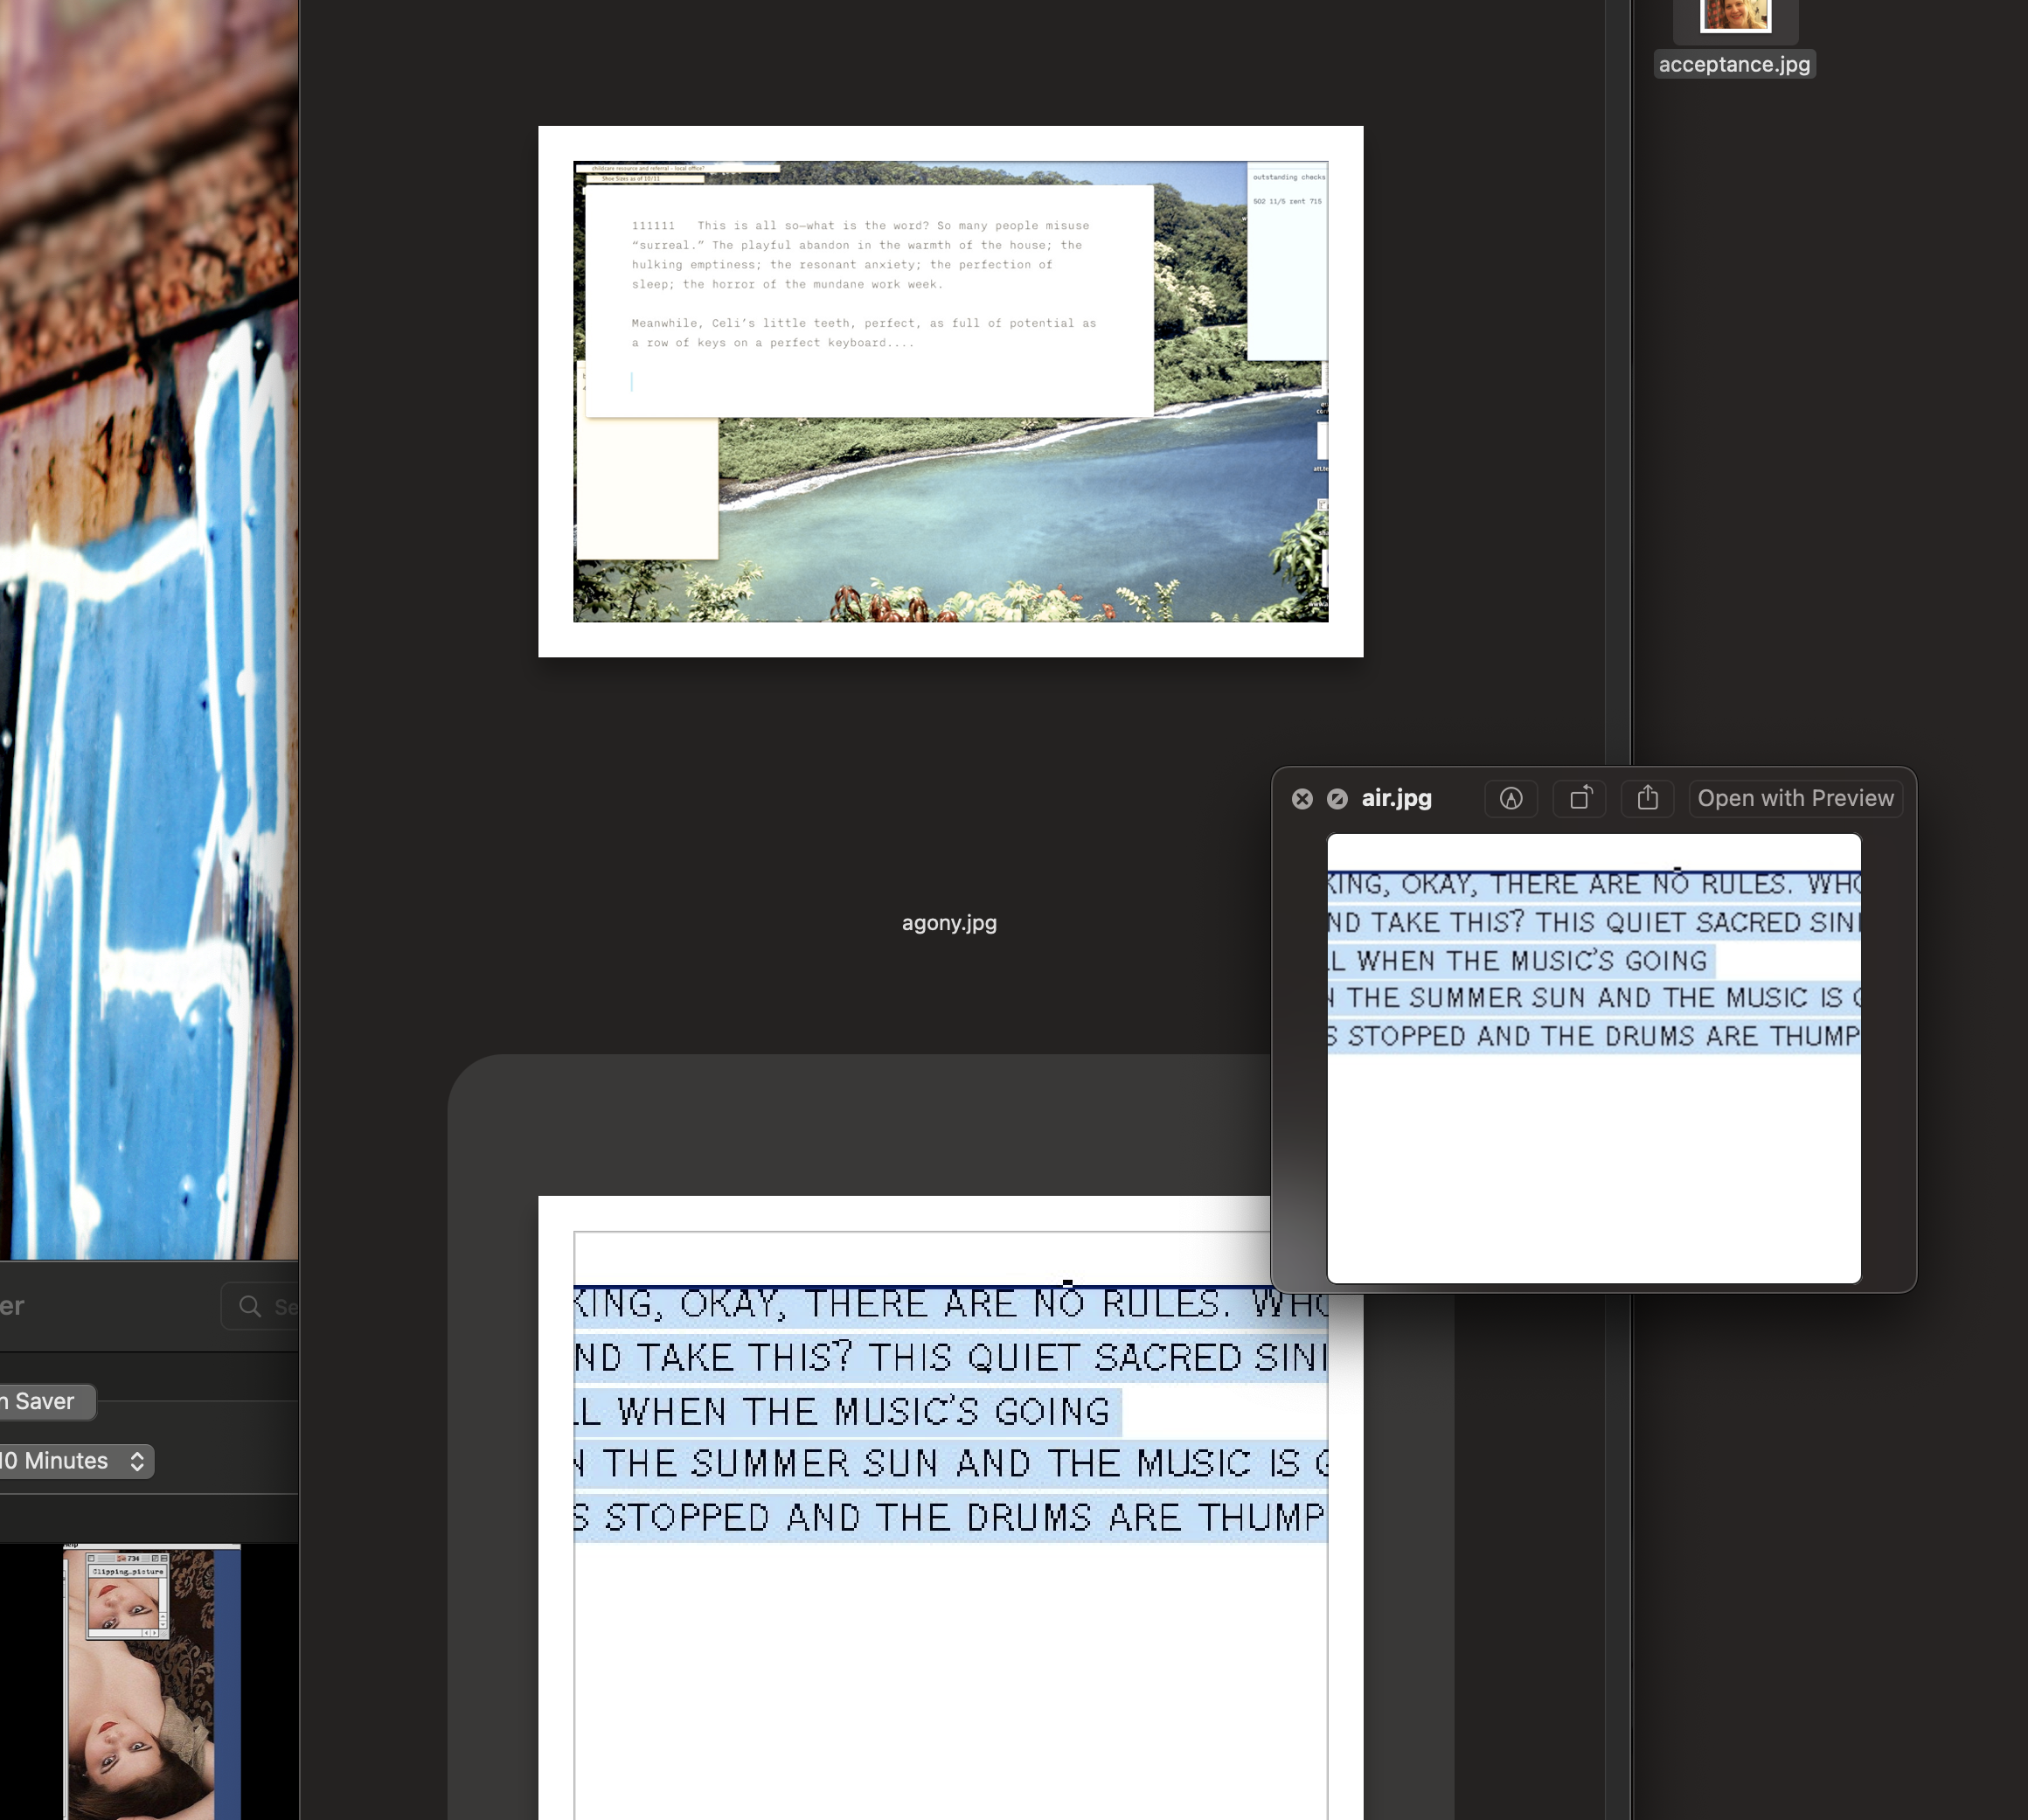 acceptance.jpg
childcare resource and referral - local office?
Shoe Sizes as of 10/11
outstanding checks
502 11/5 rent 715
111111 This is all so—what is the word? So many people misuse
“surreal.” The playful abandon in the warmth of the house; the
hulking emptiness; the resonant anxiety; the perfection of
sleep; the horror of the mundane work week.
Meanwhile, Celi’s little teeth, perfect, as full of potential as
a row of keys on a perfect keyboard....
agony.jpg
air.jpg
Open with Preview
KING, OKAY, THERE ARE NO RULES. WHO
ND TAKE THIS? THIS QUIET SACRED SIN
LL WHEN THE MUSIC’S GOING
N THE SUMMER SUN AND THE MUSIC IS G
S STOPPED AND THE DRUMS ARE THUMP
KING, OKAY, THERE ARE NO RULES. WHO
ND TAKE THIS? THIS QUIET SACRED SIN
LL WHEN THE MUSIC’S GOING
N THE SUMMER SUN AND THE MUSIC IS G
S STOPPED AND THE DRUMS ARE THUMP
er
Se
n Saver
10 Minutes
734
Clipping_picture